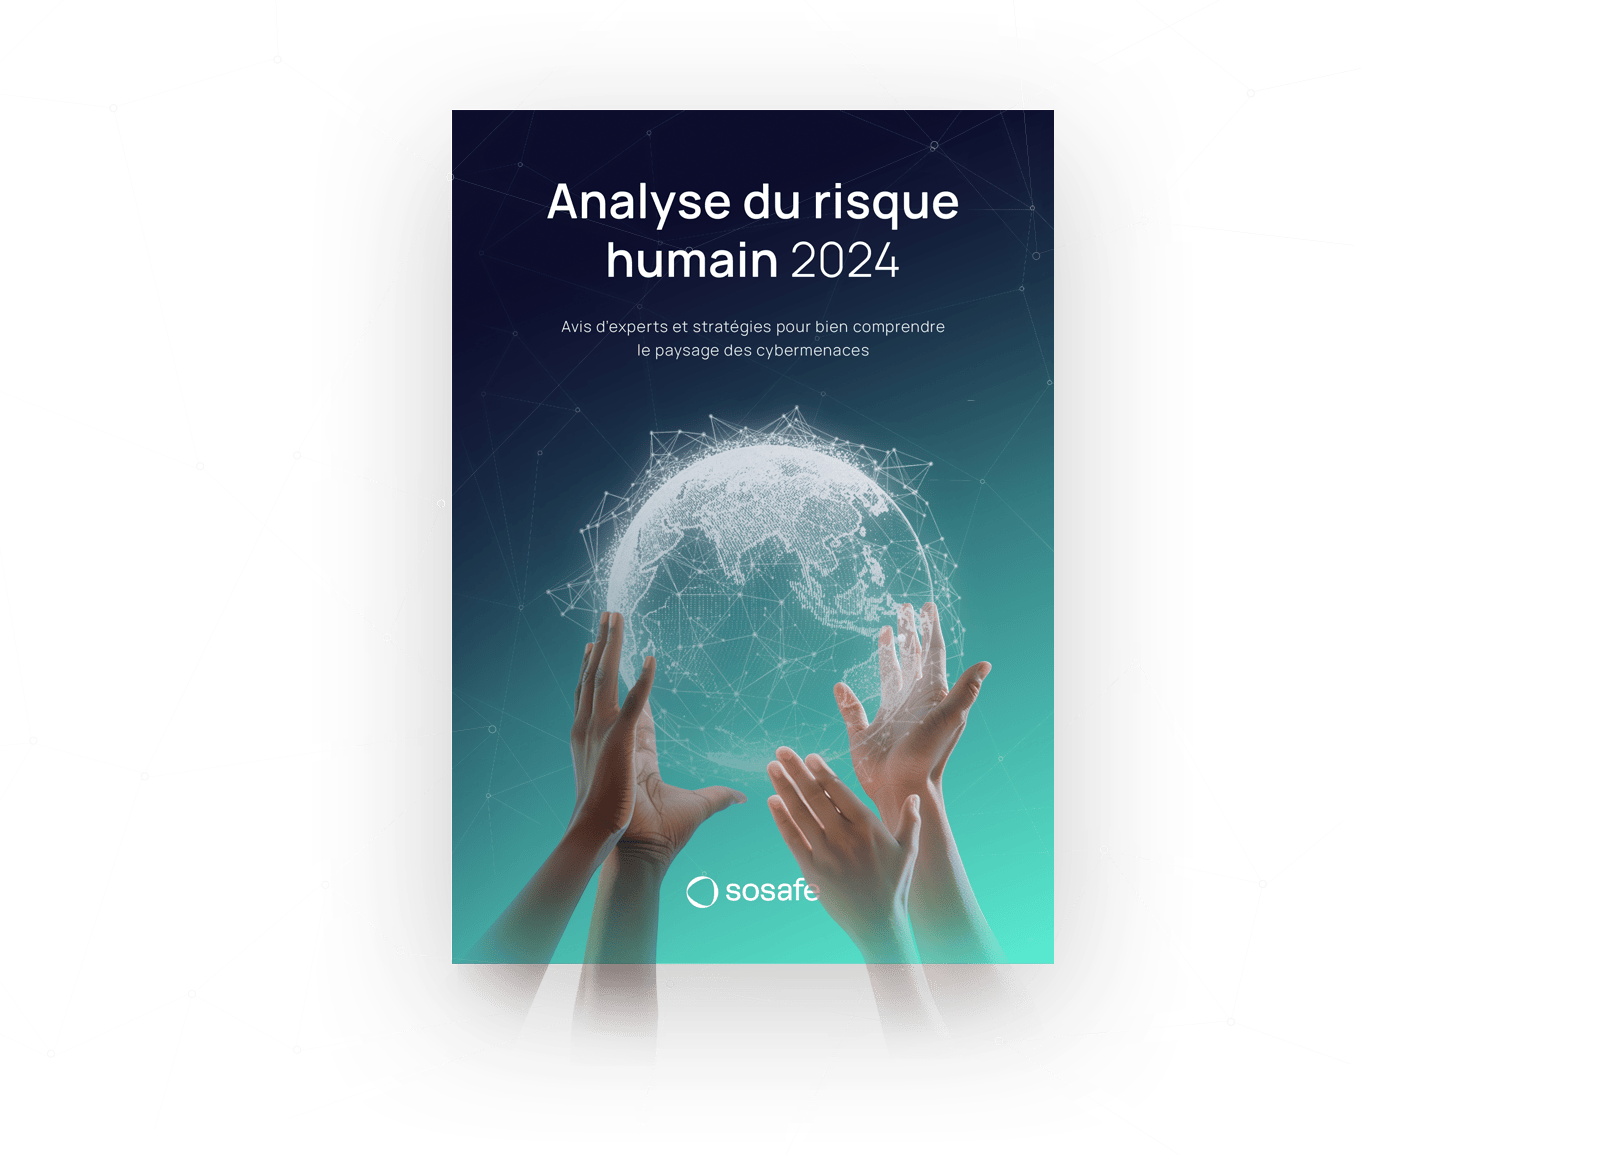 Analyse du risque
humain 2024
Avis d'experts et stratégies pour bien comprendre
le paysage des cybermenaces
sosafe